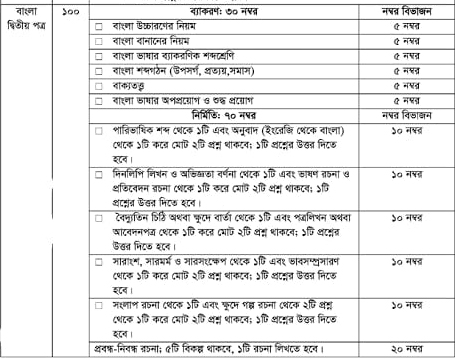 বাংলা ১০০ ব্যাকরণ: ৩০ নম্বর নম্বর বিভাজন
দ্বিতীয় পত্র
□ বাংলা উচ্চারণের নিয়ম ৫ নম্বর
□ বাংলা বানানের নিয়ম ৫ নম্বর
□ বাংলা ভাষার ব্যাকরণিক শব্দশ্রেণি ৫ নম্বর
□ বাংলা শব্দগঠন (উপসর্গ, প্রত্যয়,সমাস) ৫ নম্বর
□ বাক্যতত্ত্ব ৫ নম্বর
□ বাংলা ভাষার অপপ্রয়োগ ও শুদ্ধ প্রয়োগ ৫ নম্বর
নির্মিতি: ৭০ নম্বর নম্বর বিভাজন
□ পারিভাষিক শব্দ থেকে ১টি এবং অনুবাদ (ইংরেজি থেকে বাংলা) ১০ নম্বর
থেকে ১টি করে মোট ২টি প্রশ্ন থাকবে; ১টি প্রশ্নের উত্তর দিতে
হবে।
□ দিনলিপি লিখন ও অভিজ্ঞতা বর্ণনা থেকে ১টি এবং ভাষণ রচনা ও ১০ নম্বর
প্রতিবেদন রচনা থেকে ১টি করে মোট ২টি প্রশ্ন থাকবে; ১টি
প্রশ্নের উত্তর দিতে হবে।
□ বৈদ্যুতিন চিঠি অথবা ক্ষুদে বার্তা থেকে ১টি এবং পত্রলিখন অথবা ১০ নম্বর
আবেদনপত্র থেকে ১টি করে মোট ২টি প্রশ্ন থাকবে; ১টি প্রশ্নের
উত্তর দিতে হবে।
□ সারাংশ, সারমর্ম ও সারসংক্ষেপ থেকে ১টি এবং ভাবসম্প্রসারণ ১০ নম্বর
থেকে ১টি করে মোট ২টি প্রশ্ন থাকবে; ১টি প্রশ্নের উত্তর দিতে
হবে।
□ সংলাপ রচনা থেকে ১টি এবং ক্ষুদে গল্প রচনা থেকে ২টি প্রশ্ন ১০ নম্বর
থেকে ১টি করে মোট ২টি প্রশ্ন থাকবে; ১টি প্রশ্নের উত্তর দিতে
হবে।
প্রবন্ধ-নিবন্ধ রচনা; ৫টি বিকল্প থাকবে, ১টি রচনা লিখতে হবে। ২০ নম্বর